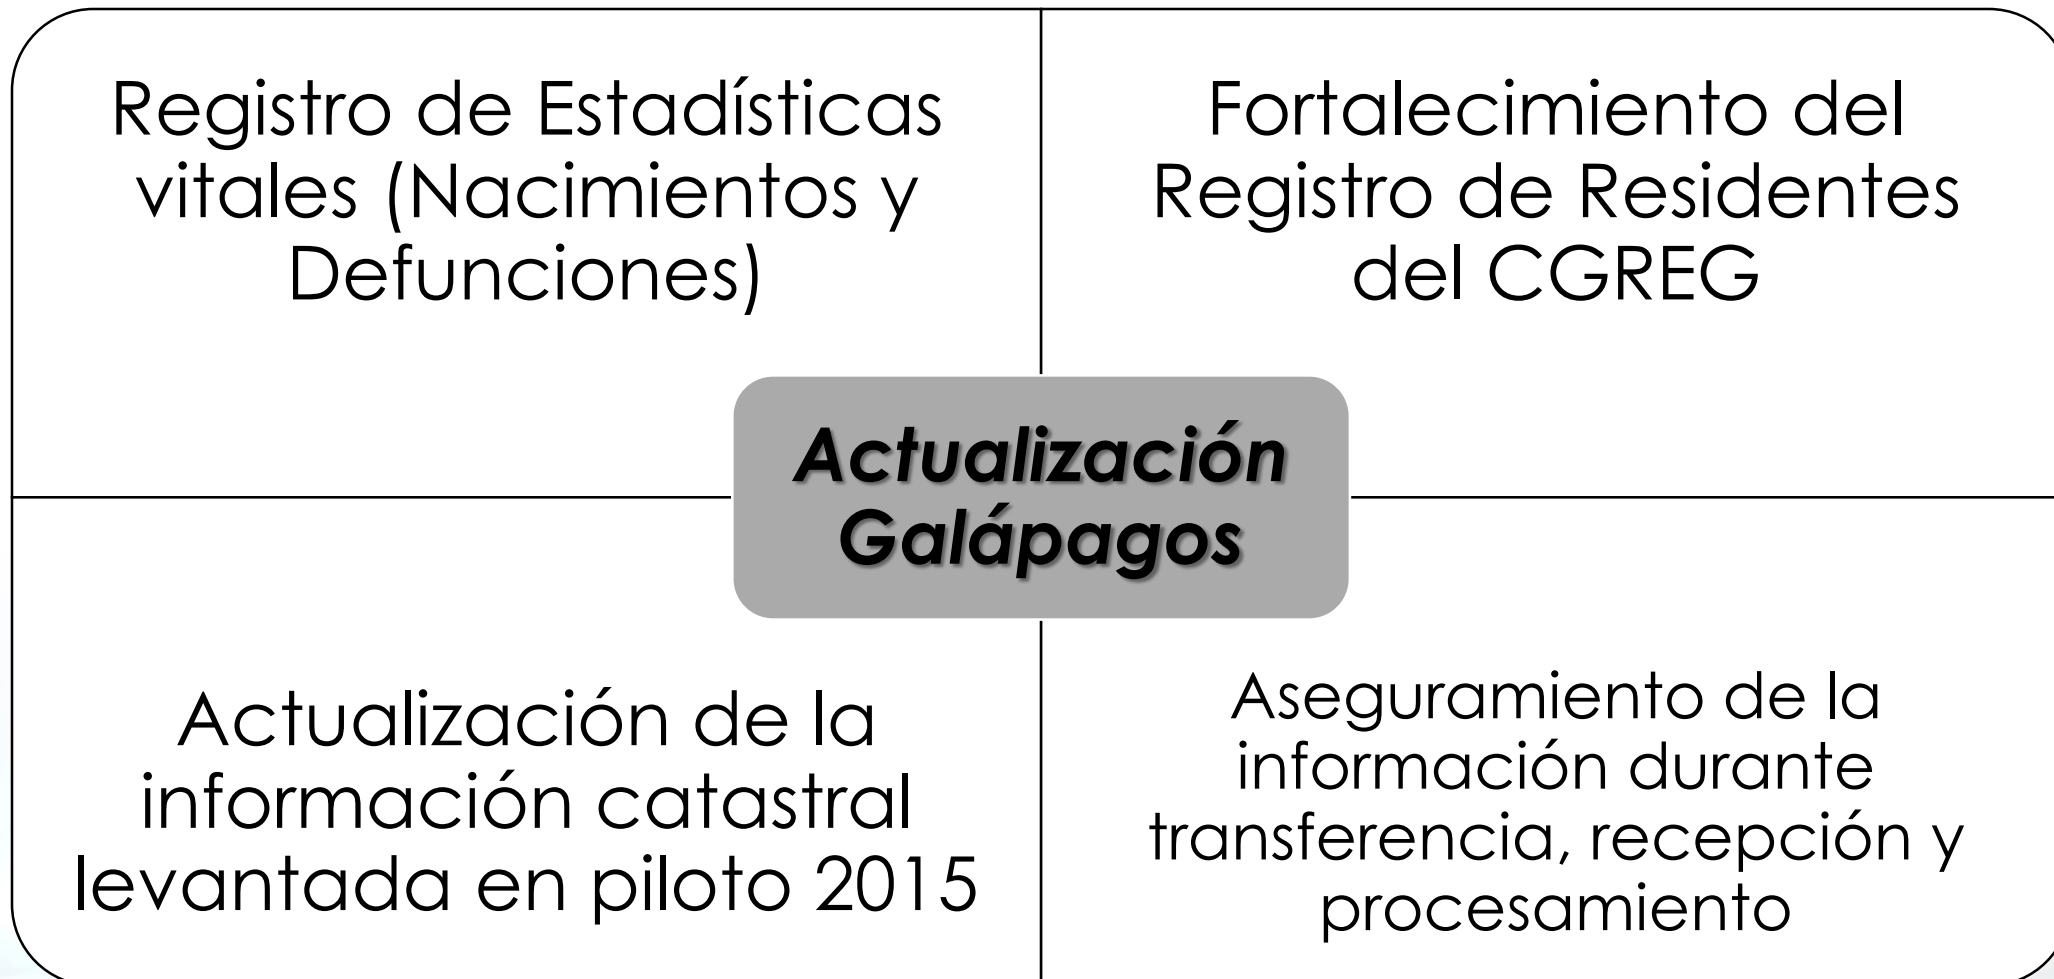 Registro de Estadísticas
vitales (Nacimientos y
Defunciones)
Fortalecimiento del
Registro de Residentes
del CGREG
Actualización
Galápagos
Actualización de la
información catastral
levantada en piloto 2015
Aseguramiento de la
información durante
transferencia, recepción y
procesamiento